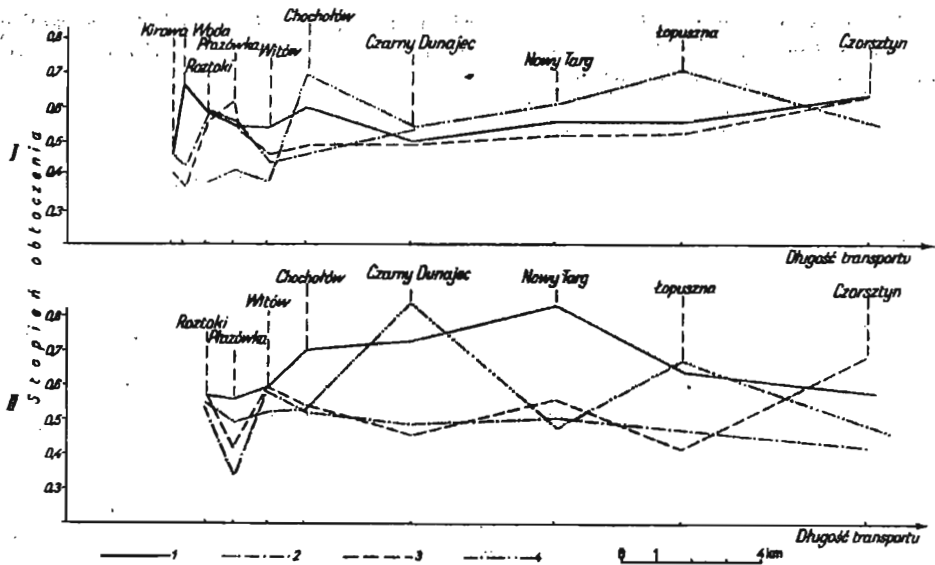 Chochołów
Kirowa Woda
Płazówka
Witów
Roztoki
Czarny Dunajec
Nowy Targ
Łopuszna
Czorsztyn
0,8
0,7
0,6
0,5
0,4
0,3
I
Stopień obtoczenia
Długość transportu
Chochołów
Czarny Dunajec
Nowy Targ
Łopuszna
Czorsztyn
Witów
Roztoki
Płazówka
0,8
0,7
0,6
0,5
0,4
0,3
II
Długość transportu
1 2 3 4 0 1 4 km